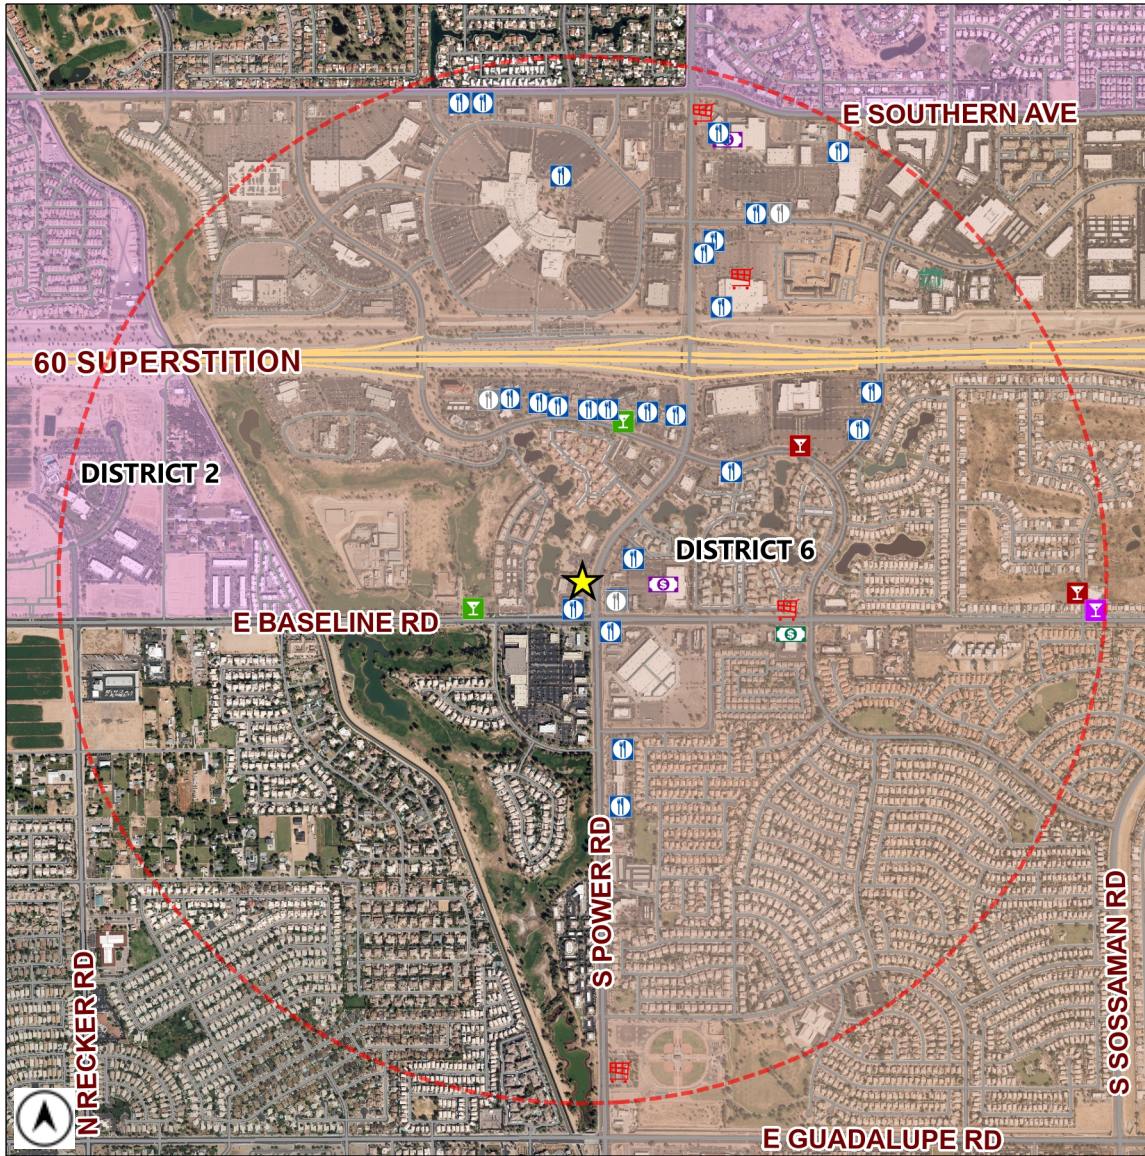 E SOUTHERN AVE
60 SUPERSTITION
DISTRICT 2
DISTRICT 6
$
E BASELINE RD
$
S POWER RD
N RECKER RD
S SOSSAMAN RD
E GUADALUPE RD